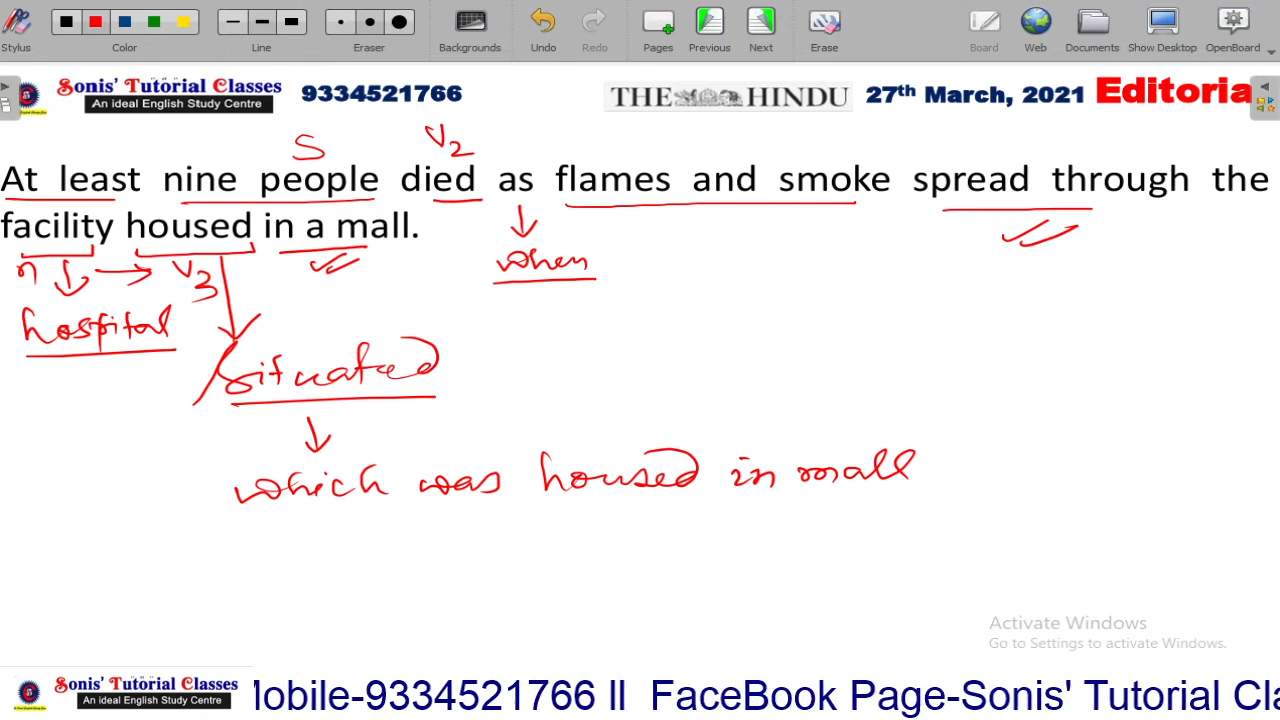 Stylus
Color
Line
Eraser
Backgrounds
Undo
Redo
Pages
Previous
Next
Erase
Board
Web
Documents
Show Desktop
OpenBoard
Sonis' Tutorial Classes
An ideal English Study Centre
9334521766
THE HINDU
27th March, 2021
Editoria
S
V2
At least nine people died as flames and smoke spread through the
facility housed in a mall.
n
V3
when
hospital
situated
which was housed in mall
Activate Windows
Go to Settings to activate Windows.
Sonis' Tutorial Classes
An ideal English Study Centre
Mobile-9334521766 ll FaceBook Page-Sonis' Tutorial Cla